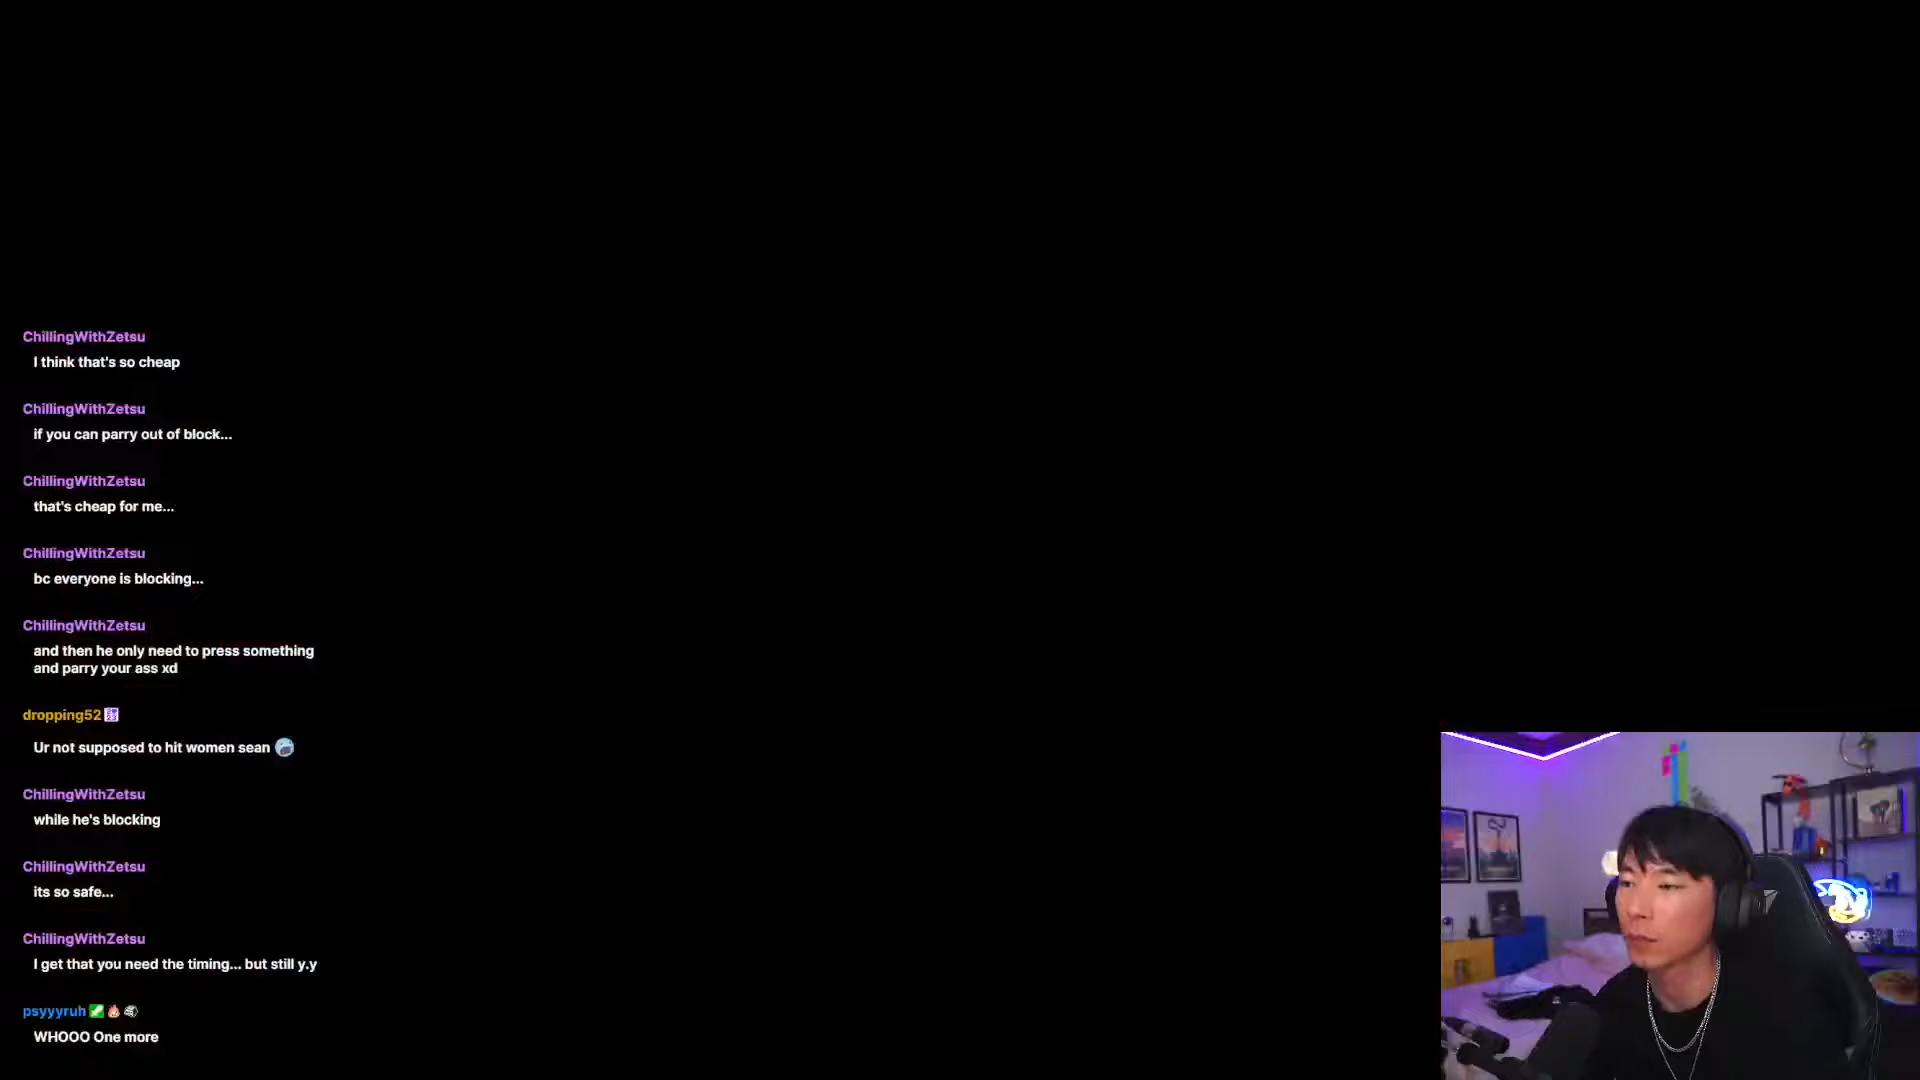 ChillingWithZetsu
I think that's so cheap
ChillingWithZetsu
if you can parry out of block...
ChillingWithZetsu
that's cheap for me...
ChillingWithZetsu
bc everyone is blocking...
ChillingWithZetsu
and then he only need to press something
and parry your ass xd
dropping52
Ur not supposed to hit women sean
ChillingWithZetsu
while he's blocking
ChillingWithZetsu
its so safe...
ChillingWithZetsu
I get that you need the timing... but still y.y
psyyyruh
WHOOO One more